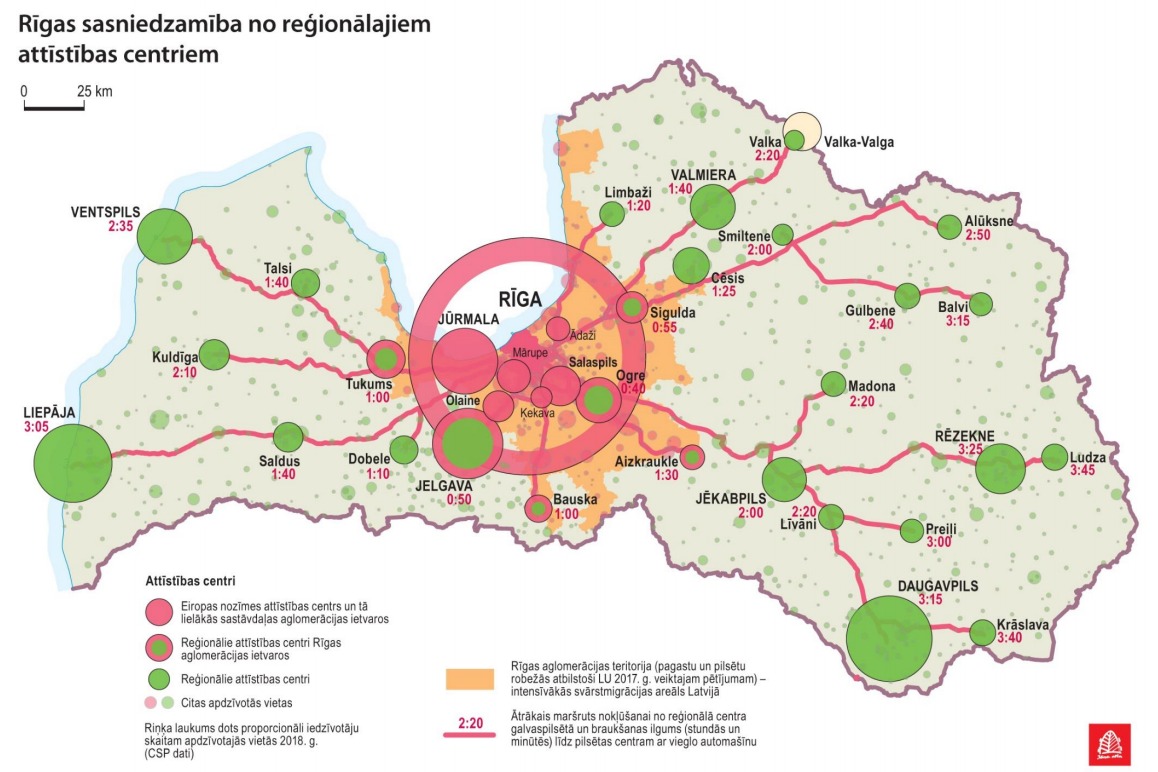 Rīgas sasniedzamība no reģionālajiem
attīstības centriem
0 25 km
Valka
2:20
Valka-Valga
VALMIERA
1:40
Limbaži
1:20
VENTSPILS
2:35
Smiltene
2:00
Alūksne
2:50
Talsi
1:40
Cēsis
1:25
RĪGA
Sigulda
0:55
Gulbene
2:40
Balvi
3:15
JŪRMALA
Ādaži
Kuldīga
2:10
Mārupe
Salaspils
Tukums
1:00
Ogre
0:40
Madona
2:20
Olaine
Ķekava
LIEPĀJA
3:05
Saldus
1:40
Dobele
1:10
Aizkraukle
1:30
RĒZEKNE
3:25
Ludza
3:45
JELGAVA
0:50
Bauska
1:00
JĒKABPILS
2:00
2:20
Līvāni
Preiļi
3:00
DAUGAVPILS
3:15
Krāslava
3:40
Attīstības centri
Eiropas nozīmes attīstības centrs un tā
lielākās sastāvdaļas aglomerācijas ietvaros
Reģionālie attīstības centri Rīgas
aglomerācijas ietvaros
Reģionālie attīstības centri
Citas apdzīvotās vietas
Riņķa laukums dots proporcionāli iedzīvotāju
skaitam apdzīvotajās vietās 2018. g.
(CSP dati)
Rīgas aglomerācijas teritorija (pagastu un pilsētu
robežās atbilstoši LU 2017. g. veiktajam pētījumam) –
intensīvākās svārstmigrācijas areāls Latvijā
2:20
Ātrākais maršruts nokļūšanai no reģionālā centra
galvaspilsētā un braukšanas ilgums (stundās un
minūtēs) līdz pilsētas centram ar vieglo automašīnu